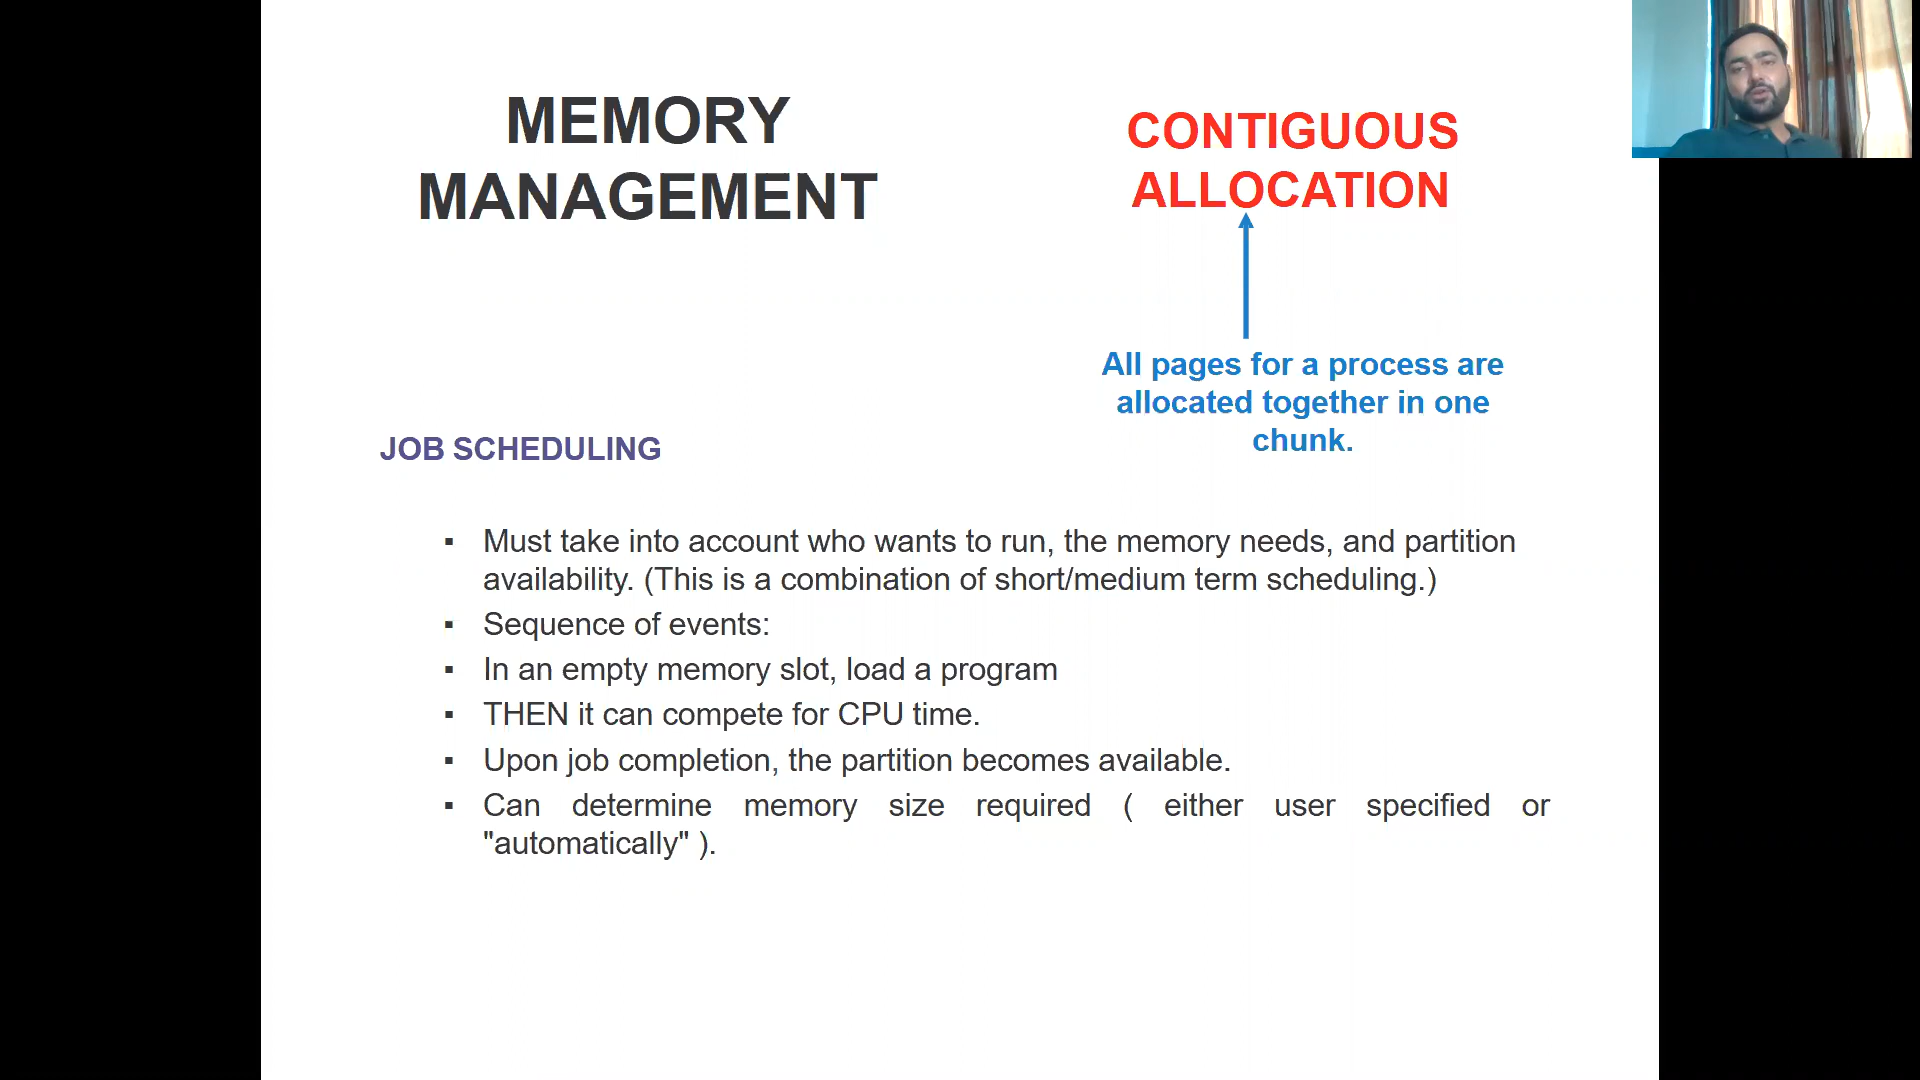 MEMORY
MANAGEMENT
CONTIGUOUS
ALLOCATION
All pages for a process are
allocated together in one
chunk.
JOB SCHEDULING
▪ Must take into account who wants to run, the memory needs, and partition
availability. (This is a combination of short/medium term scheduling.)
▪ Sequence of events:
▪ In an empty memory slot, load a program
▪ THEN it can compete for CPU time.
▪ Upon job completion, the partition becomes available.
▪ Can determine memory size required ( either user specified or
"automatically" ).